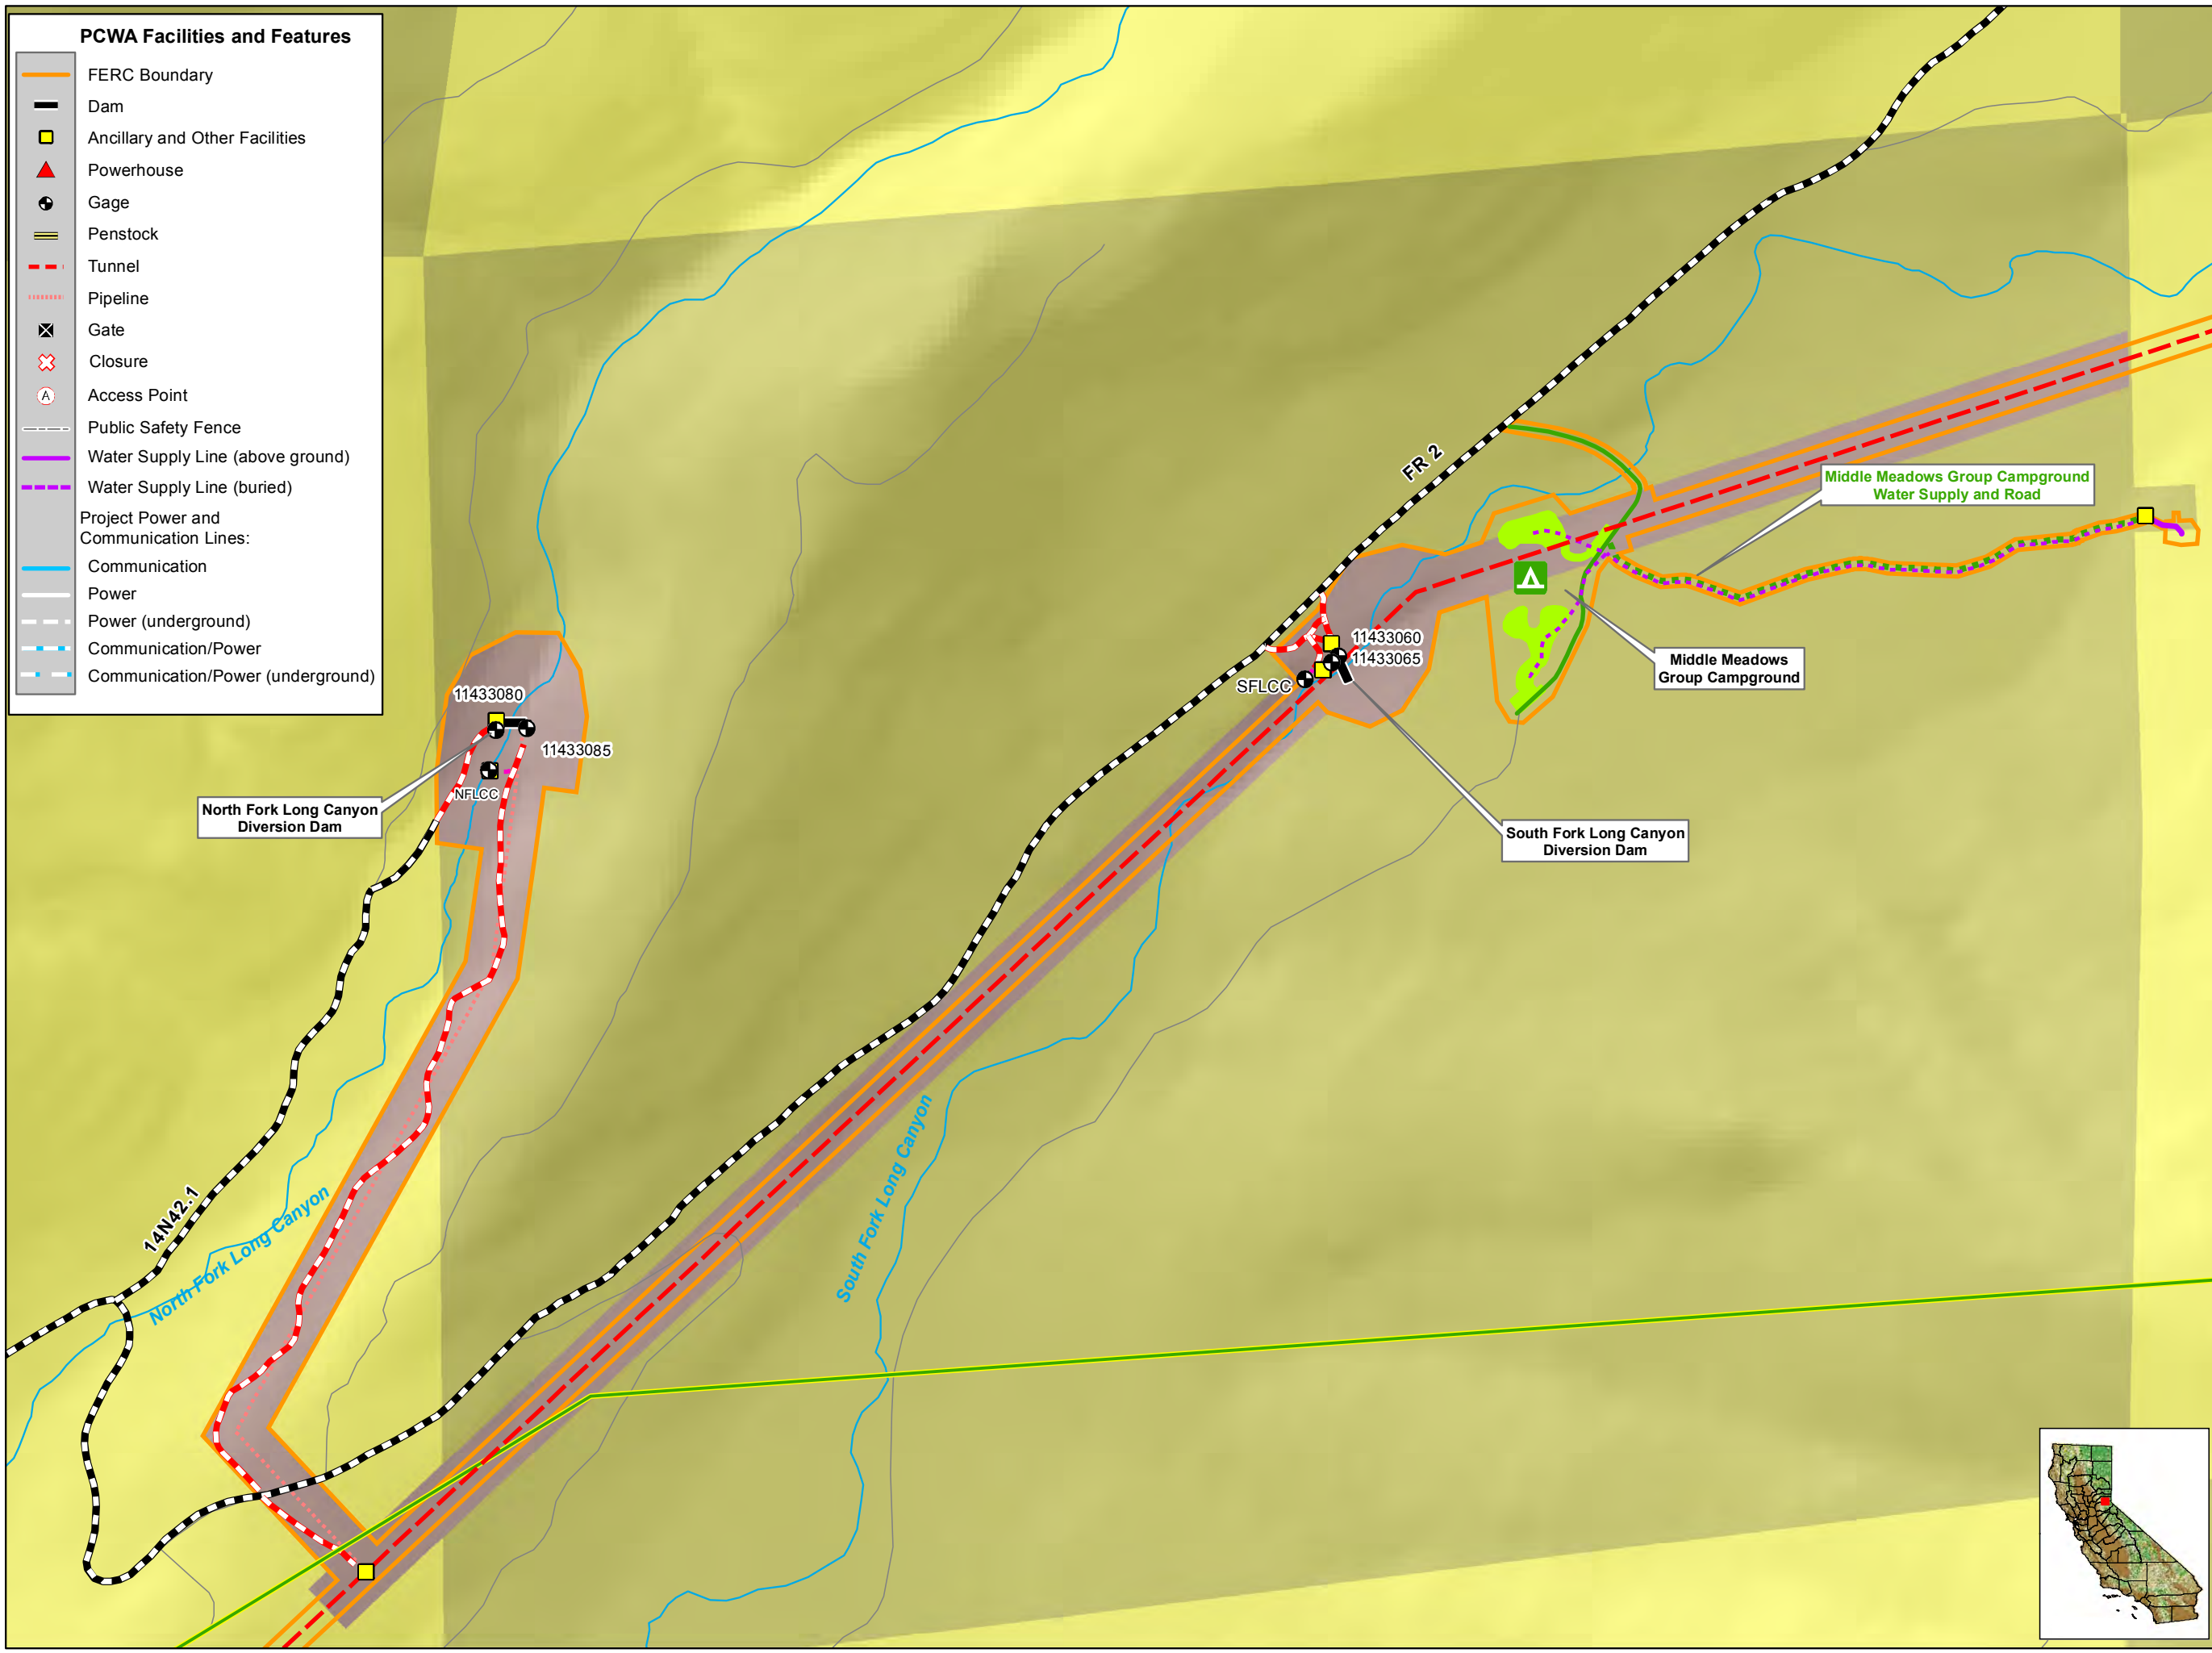 PCWA Facilities and Features
FERC Boundary
Dam
Ancillary and Other Facilities
Powerhouse
Gage
Penstock
Tunnel
Pipeline
Gate
Closure
A
Access Point
Public Safety Fence
Water Supply Line (above ground)
Water Supply Line (buried)
Project Power and
Communication Lines:
Communication
Power
Power (underground)
Communication/Power
Communication/Power (underground)
FR 2
Middle Meadows Group Campground
Water Supply and Road
11433060
11433065
SFLCC
Middle Meadows
Group Campground
11433080
11433085
NFLCC
North Fork Long Canyon
Diversion Dam
South Fork Long Canyon
Diversion Dam
14N42.1
North Fork Long Canyon
South Fork Long Canyon